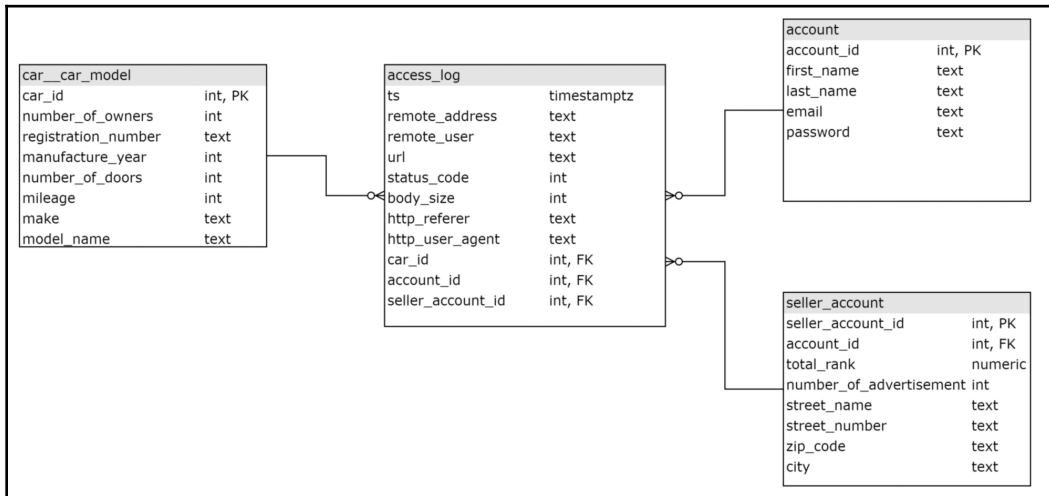 car__car_model
car_id int, PK
number_of_owners int
registration_number text
manufacture_year int
number_of_doors int
mileage int
make text
model_name text
access_log
ts timestamptz
remote_address text
remote_user text
url text
status_code int
body_size int
http_referer text
http_user_agent text
car_id int, FK
account_id int, FK
seller_account_id int, FK
account
account_id int, PK
first_name text
last_name text
email text
password text
seller_account
seller_account_id int, PK
account_id int, FK
total_rank numeric
number_of_advertisement int
street_name text
street_number text
zip_code text
city text